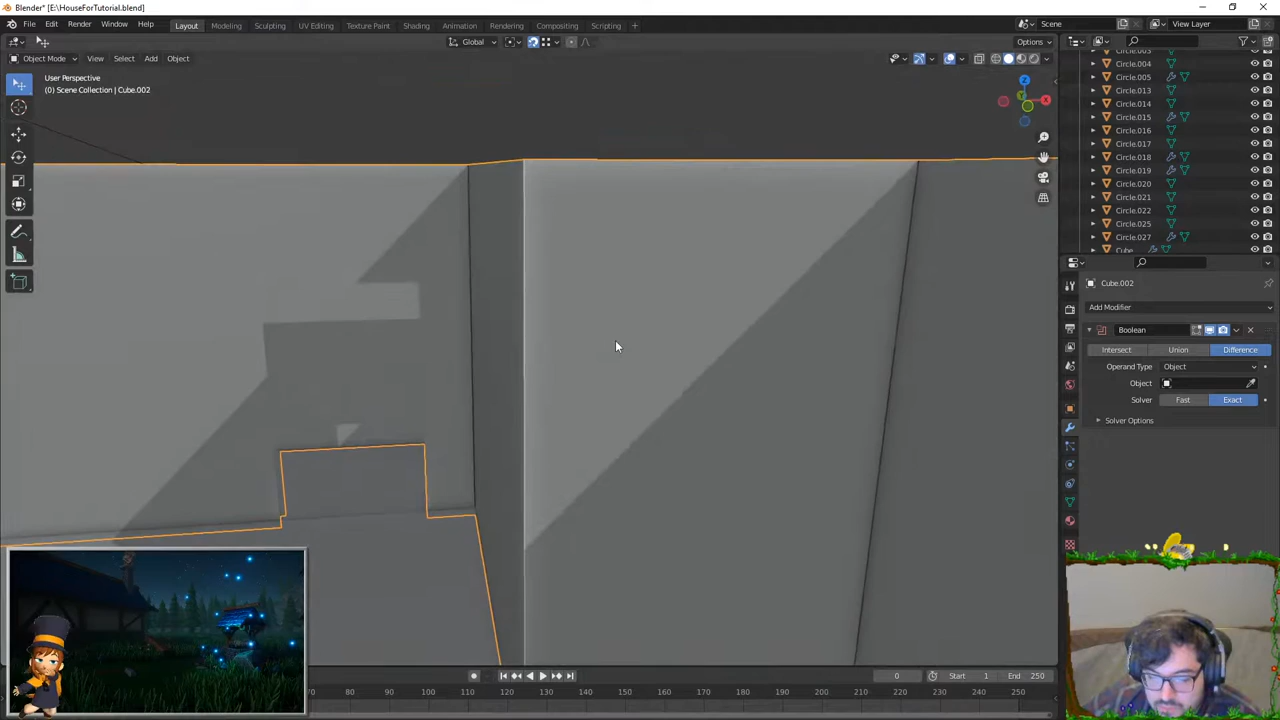 Blender* [E:\HouseForTutorial.blend]
File Edit Render Window Help Layout Modeling Sculpting UV Editing Texture Paint Shading Animation Rendering Compositing Scripting Scene View Layer
Global Options
Object Mode View Select Add Object
User Perspective
(0) Scene Collection | Cube.002
Z
X
Y
Circle.003
Circle.004
Circle.005
Circle.013
Circle.014
Circle.015
Circle.016
Circle.017
Circle.018
Circle.019
Circle.020
Circle.021
Circle.022
Circle.025
Circle.027
Cube
Cube.002
Add Modifier
Boolean
Intersect Union Difference
Operand Type Object
Object
Solver Fast Exact
Solver Options
0 Start 1 End 250
70 80 90 100 110 120 130 140 150 160 170 180 190 200 210 220 230 240 250